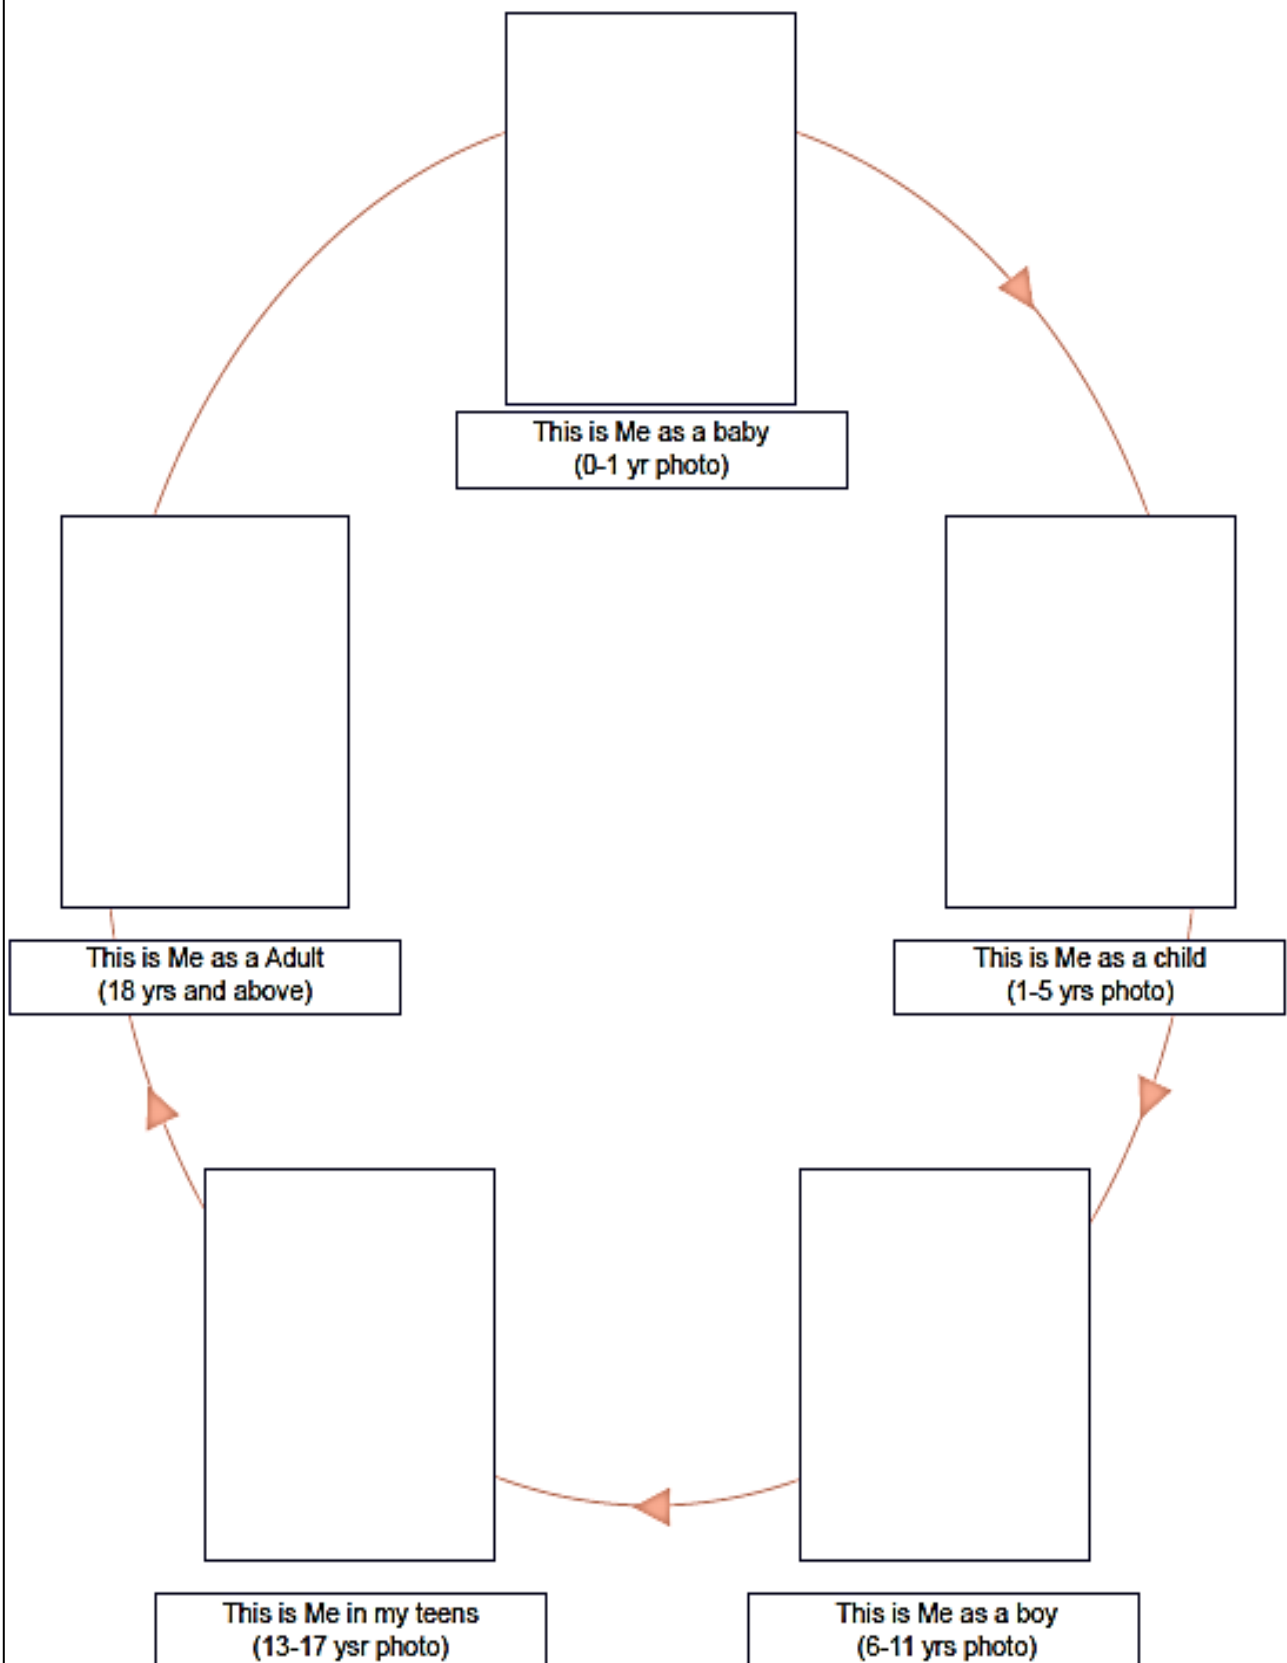 This is Me as a baby
(0-1 yr photo)
This is Me as a Adult
(18 yrs and above)
This is Me as a child
(1-5 yrs photo)
This is Me in my teens
(13-17 ysr photo)
This is Me as a boy
(6-11 yrs photo)